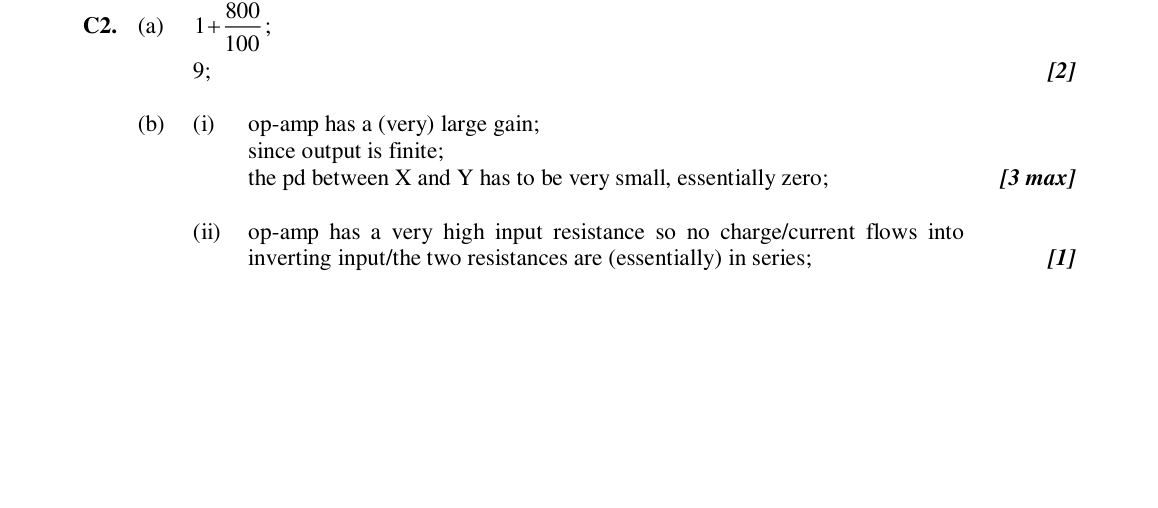 C2. (a) 1+800/100;
9; [2]
(b) (i) op-amp has a (very) large gain;
since output is finite;
the pd between X and Y has to be very small, essentially zero; [3 max]
(ii) op-amp has a very high input resistance so no charge/current flows into
inverting input/the two resistances are (essentially) in series; [1]